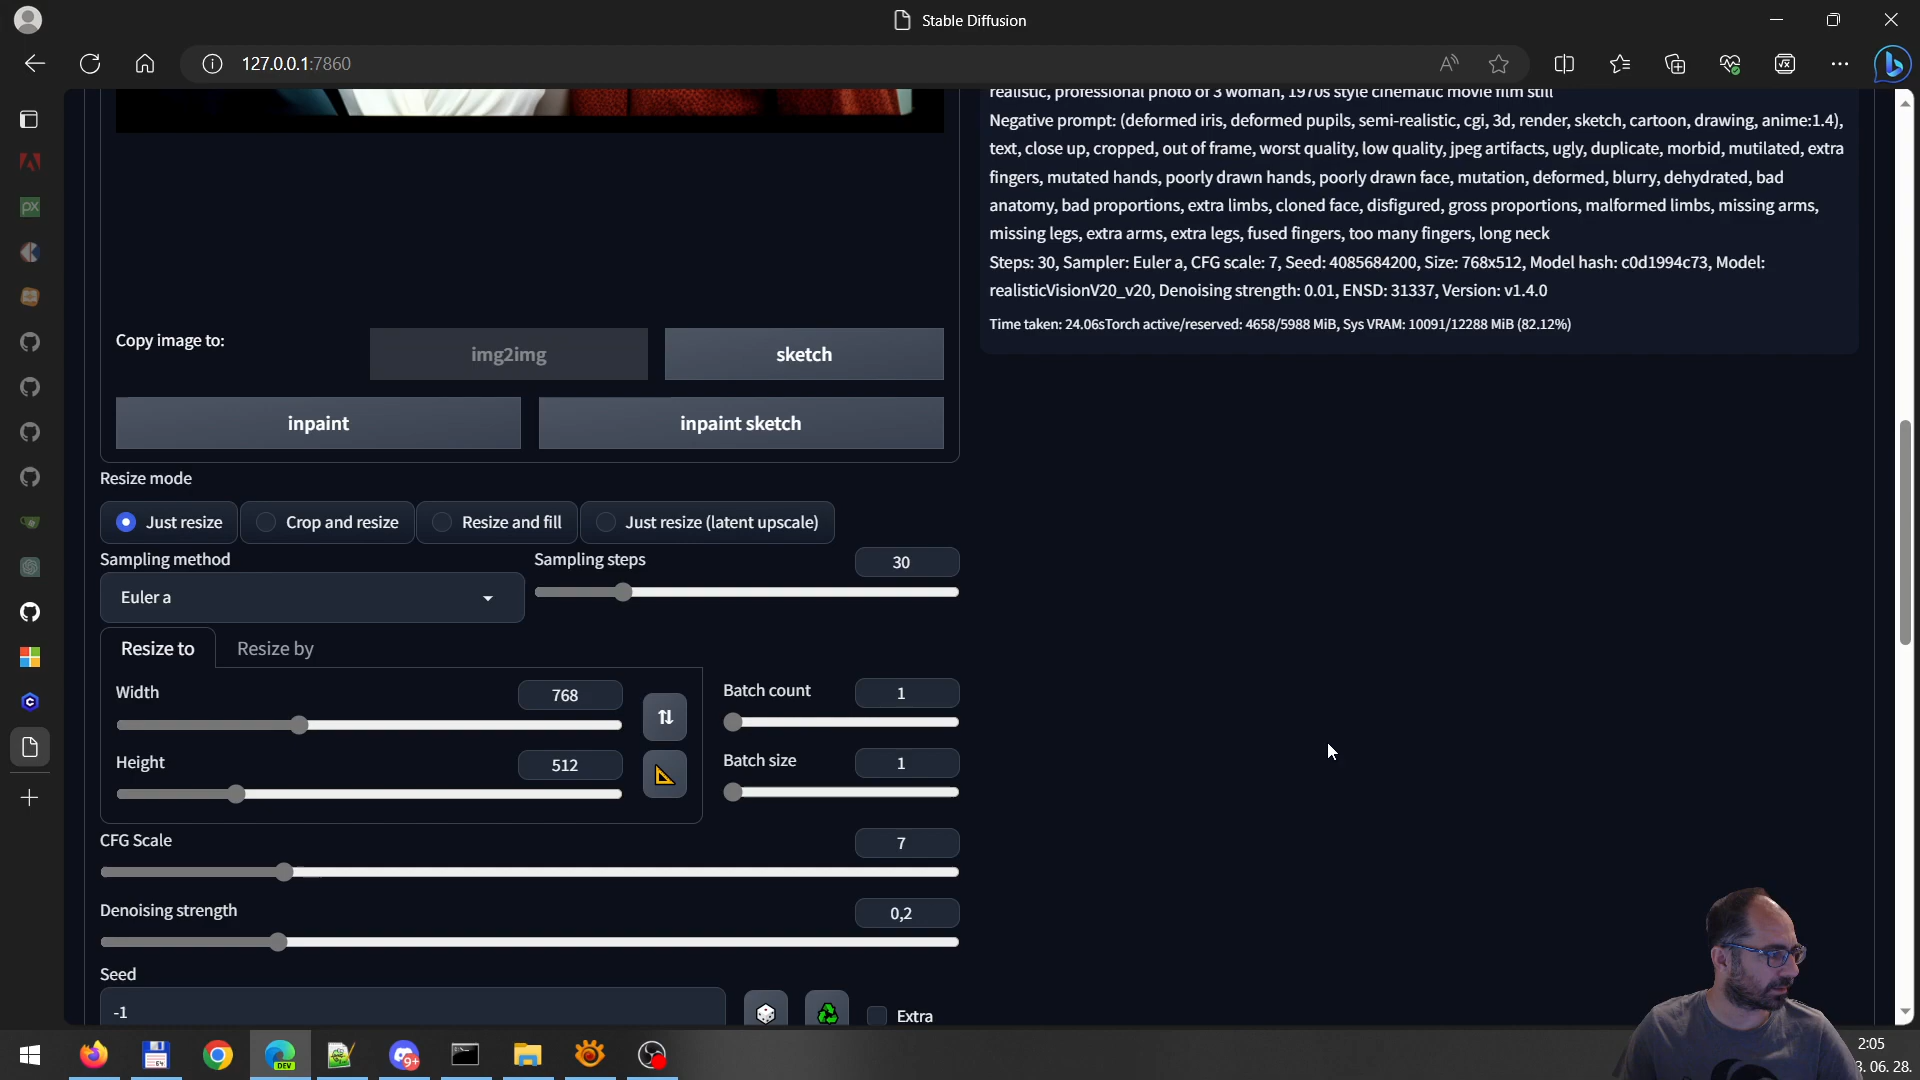 Stable Diffusion
127.0.0.1:7860
realistic, professional photo of 3 woman, 1970s style cinematic movie film still
Negative prompt: (deformed iris, deformed pupils, semi-realistic, cgi, 3d, render, sketch, cartoon, drawing, anime:1.4),
text, close up, cropped, out of frame, worst quality, low quality, jpeg artifacts, ugly, duplicate, morbid, mutilated, extra
fingers, mutated hands, poorly drawn hands, poorly drawn face, mutation, deformed, blurry, dehydrated, bad
anatomy, bad proportions, extra limbs, cloned face, disfigured, gross proportions, malformed limbs, missing arms,
missing legs, extra arms, extra legs, fused fingers, too many fingers, long neck
Steps: 30, Sampler: Euler a, CFG scale: 7, Seed: 4085684200, Size: 768x512, Model hash: c0d1994c73, Model:
realisticVisionV20_v20, Denoising strength: 0.01, ENSD: 31337, Version: v1.4.0
Time taken: 24.06sTorch active/reserved: 4658/5988 MiB, Sys VRAM: 10091/12288 MiB (82.12%)
Copy image to:
img2img
sketch
inpaint
inpaint sketch
Resize mode
Just resize
Crop and resize
Resize and fill
Just resize (latent upscale)
Sampling method
Sampling steps
30
Euler a
Resize to
Resize by
Width
768
Batch count
1
Height
512
Batch size
1
CFG Scale
7
Denoising strength
0,2
Seed
-1
Extra
px
DEV
64
9+
2:05
3. 06. 28.